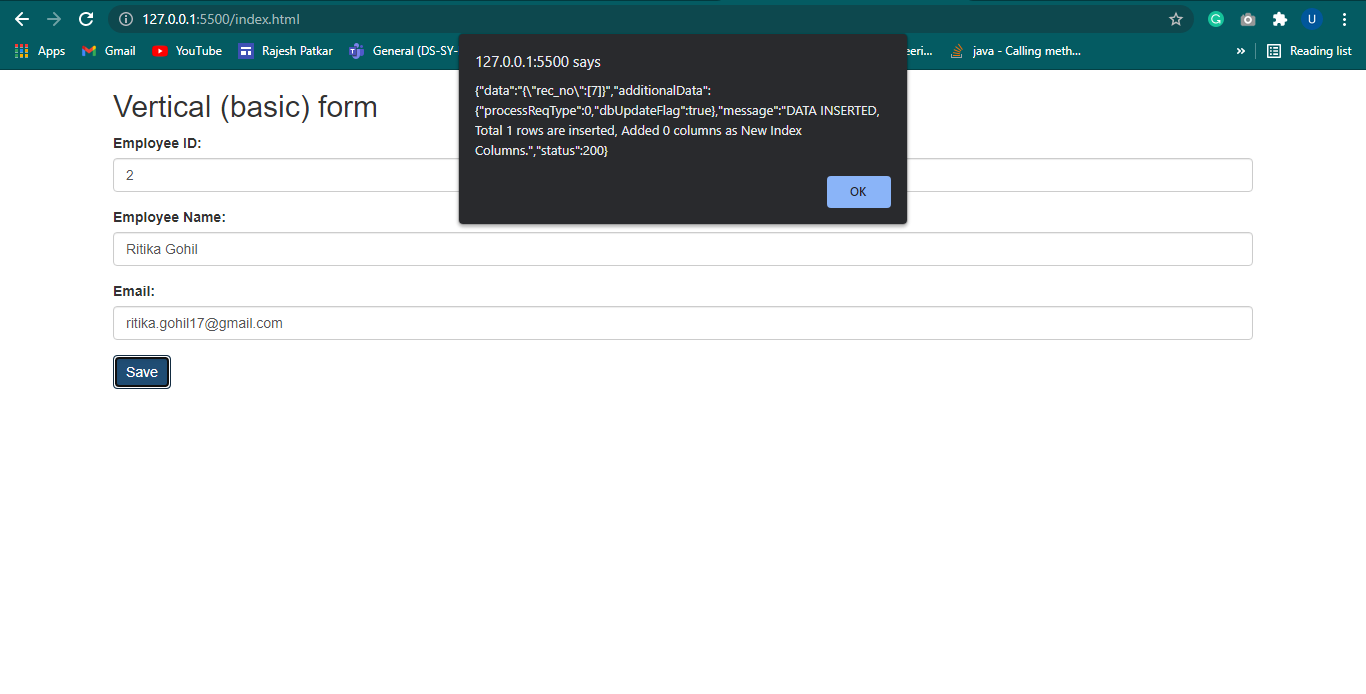 127.0.0.1:5500/index.html
G
U
Apps Gmail YouTube Rajesh Patkar General (DS-SY- eeri... java - Calling meth... » Reading list
127.0.0.1:5500 says
{"data":"{\"rec_no\":[7]}","additionalData":
{"processReqType":0,"dbUpdateFlag":true},"message":"DATA INSERTED,
Total 1 rows are inserted, Added 0 columns as New Index
Columns.","status":200}
OK
Vertical (basic) form
Employee ID:
2
Employee Name:
Ritika Gohil
Email:
ritika.gohil17@gmail.com
Save